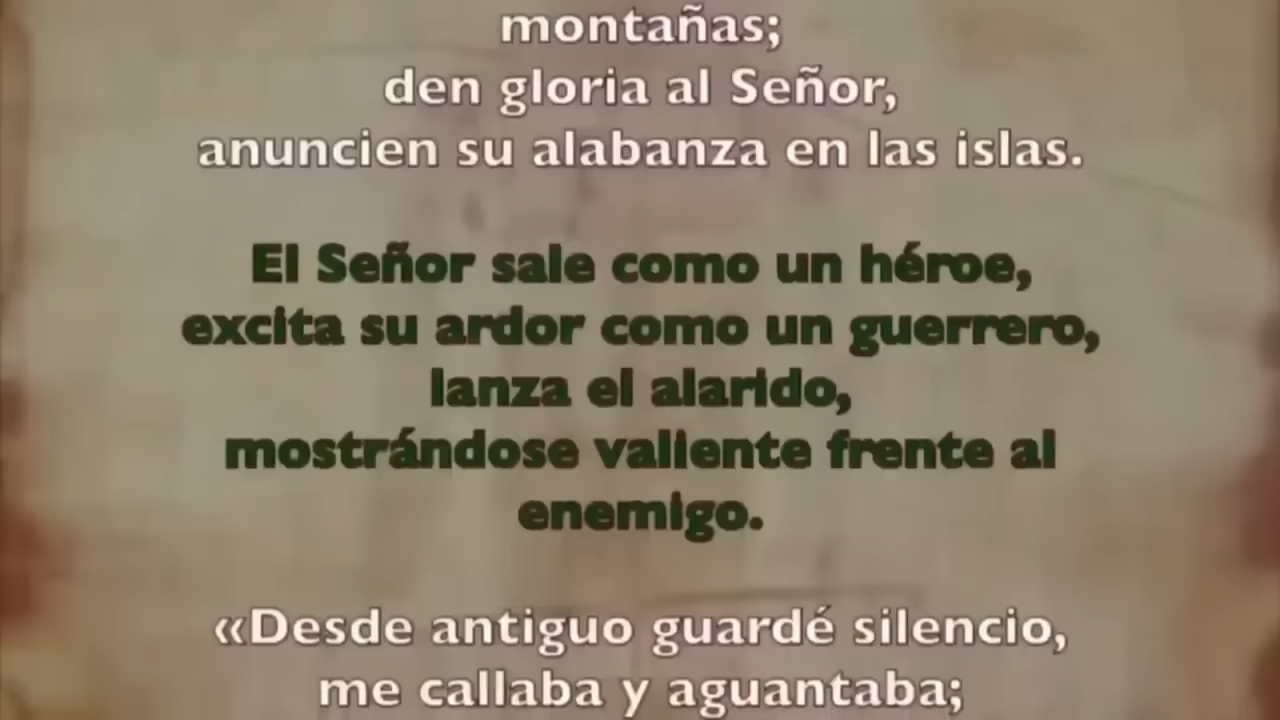 montañas;
den gloria al Señor,
anuncien su alabanza en las islas.
El Señor sale como un héroe,
excita su ardor como un guerrero,
lanza el alarido,
mostrándose valiente frente al
enemigo.
«Desde antiguo guardé silencio,
me callaba y aguantaba;